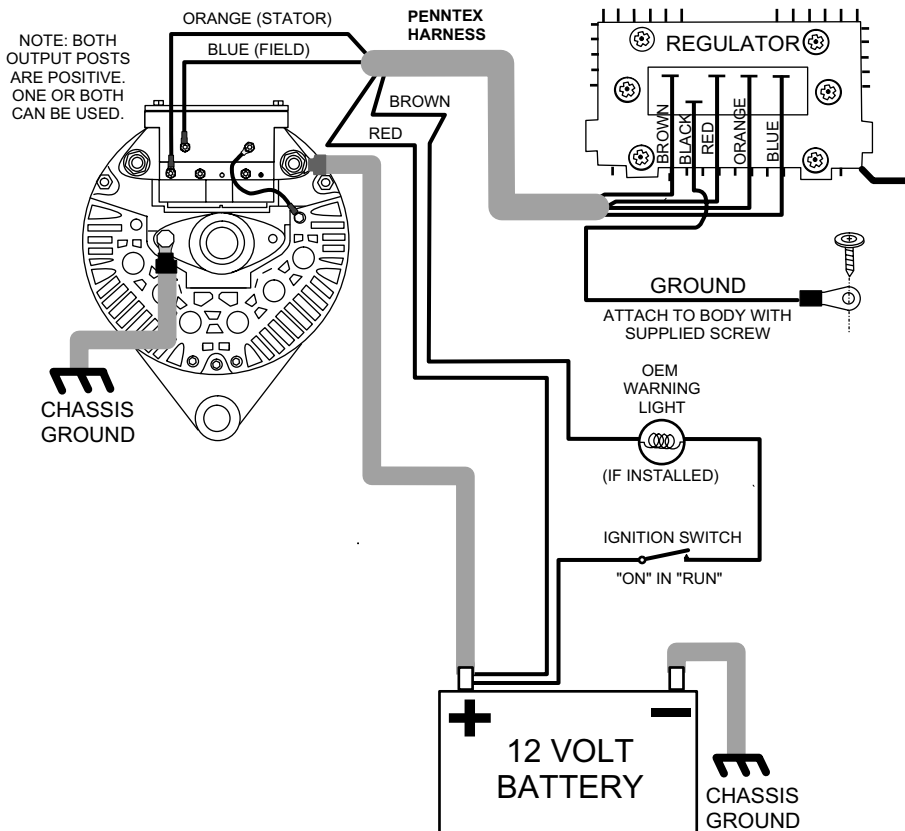 NOTE: BOTH
OUTPUT POSTS
ARE POSITIVE.
ONE OR BOTH
CAN BE USED.
ORANGE (STATOR)
BLUE (FIELD)
PENNTEX
HARNESS
BROWN
RED
REGULATOR
BROWN
BLACK
RED
ORANGE
BLUE
GROUND
ATTACH TO BODY WITH
SUPPLIED SCREW
CHASSIS
GROUND
OEM
WARNING
LIGHT
(IF INSTALLED)
IGNITION SWITCH
"ON" IN "RUN"
+
−
12 VOLT
BATTERY
CHASSIS
GROUND